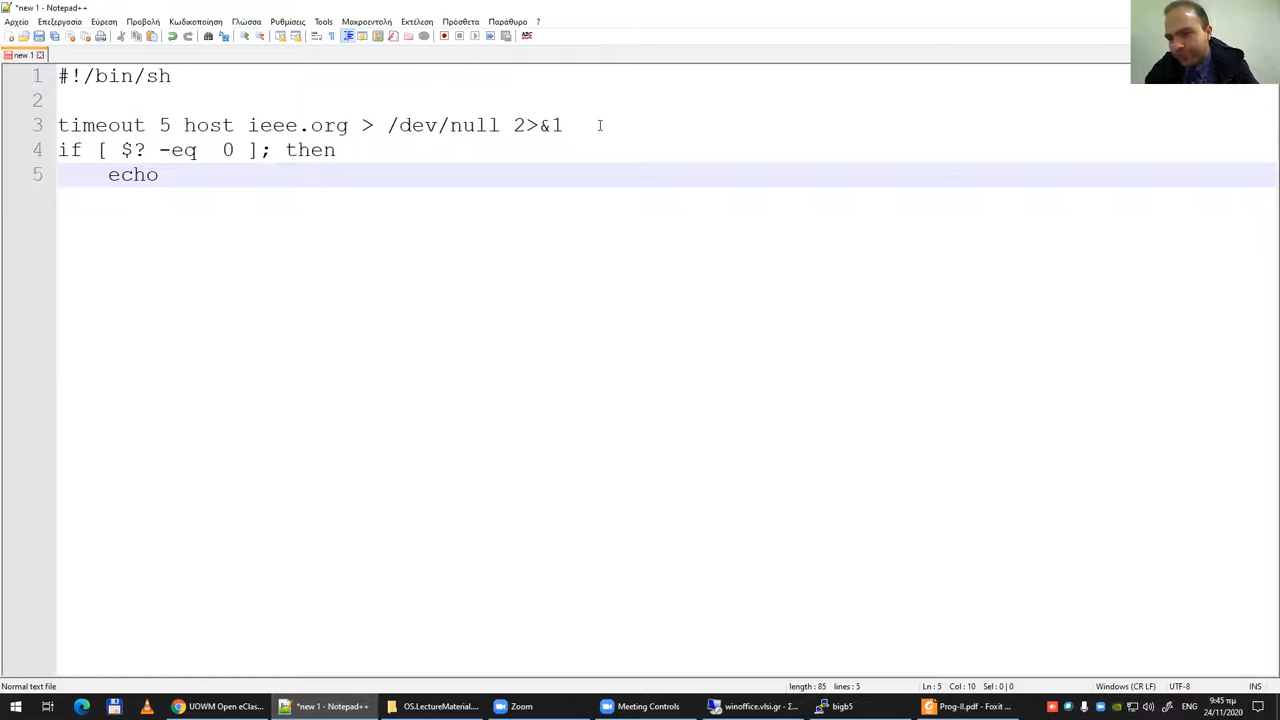 *new 1 - Notepad++
Αρχείο Επεξεργασία Εύρεση Προβολή Κωδικοποίηση Γλώσσα Ρυθμίσεις Tools Μακροεντολή Εκτέλεση Πρόσθετα Παράθυρο ?
new 1
1 #!/bin/sh
2
3 timeout 5 host ieee.org > /dev/null 2>&1
4 if [ $? -eq 0 ]; then
5 echo
Normal text file length : 85 lines : 5 Ln : 5 Col : 10 Sel : 0 | 0 Windows (CR LF) UTF-8 INS
UOWM Open eClas... *new 1 - Notepad++ OS.LectureMaterial... Zoom Meeting Controls winoffice.vlsi.gr - Σ... bigb5 Prog-II.pdf - Foxit ... ENG 9:45 πμ
24/11/2020